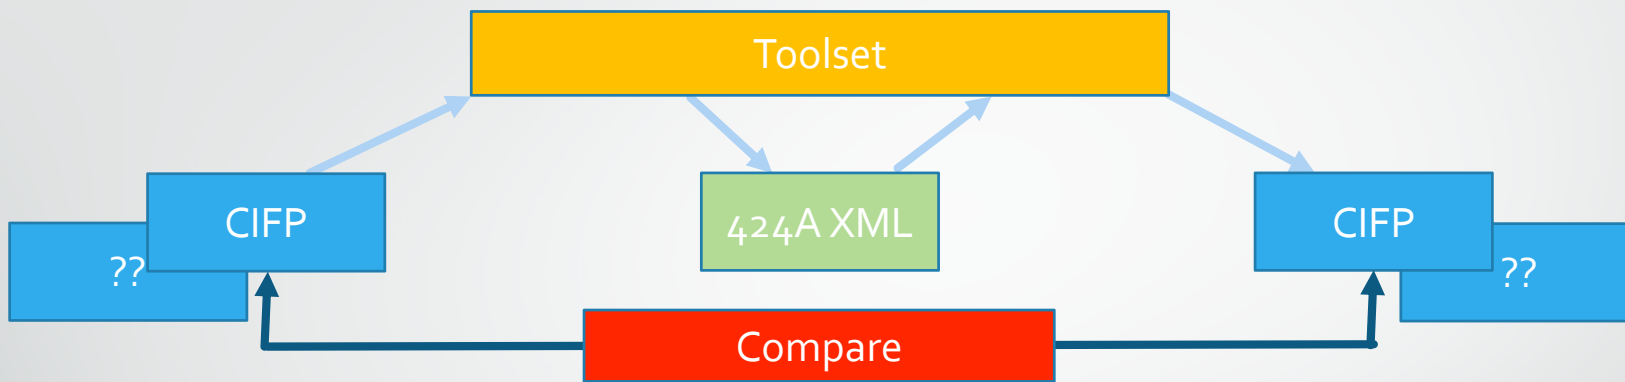 Toolset
CIFP
424A XML
CIFP
??
??
Compare